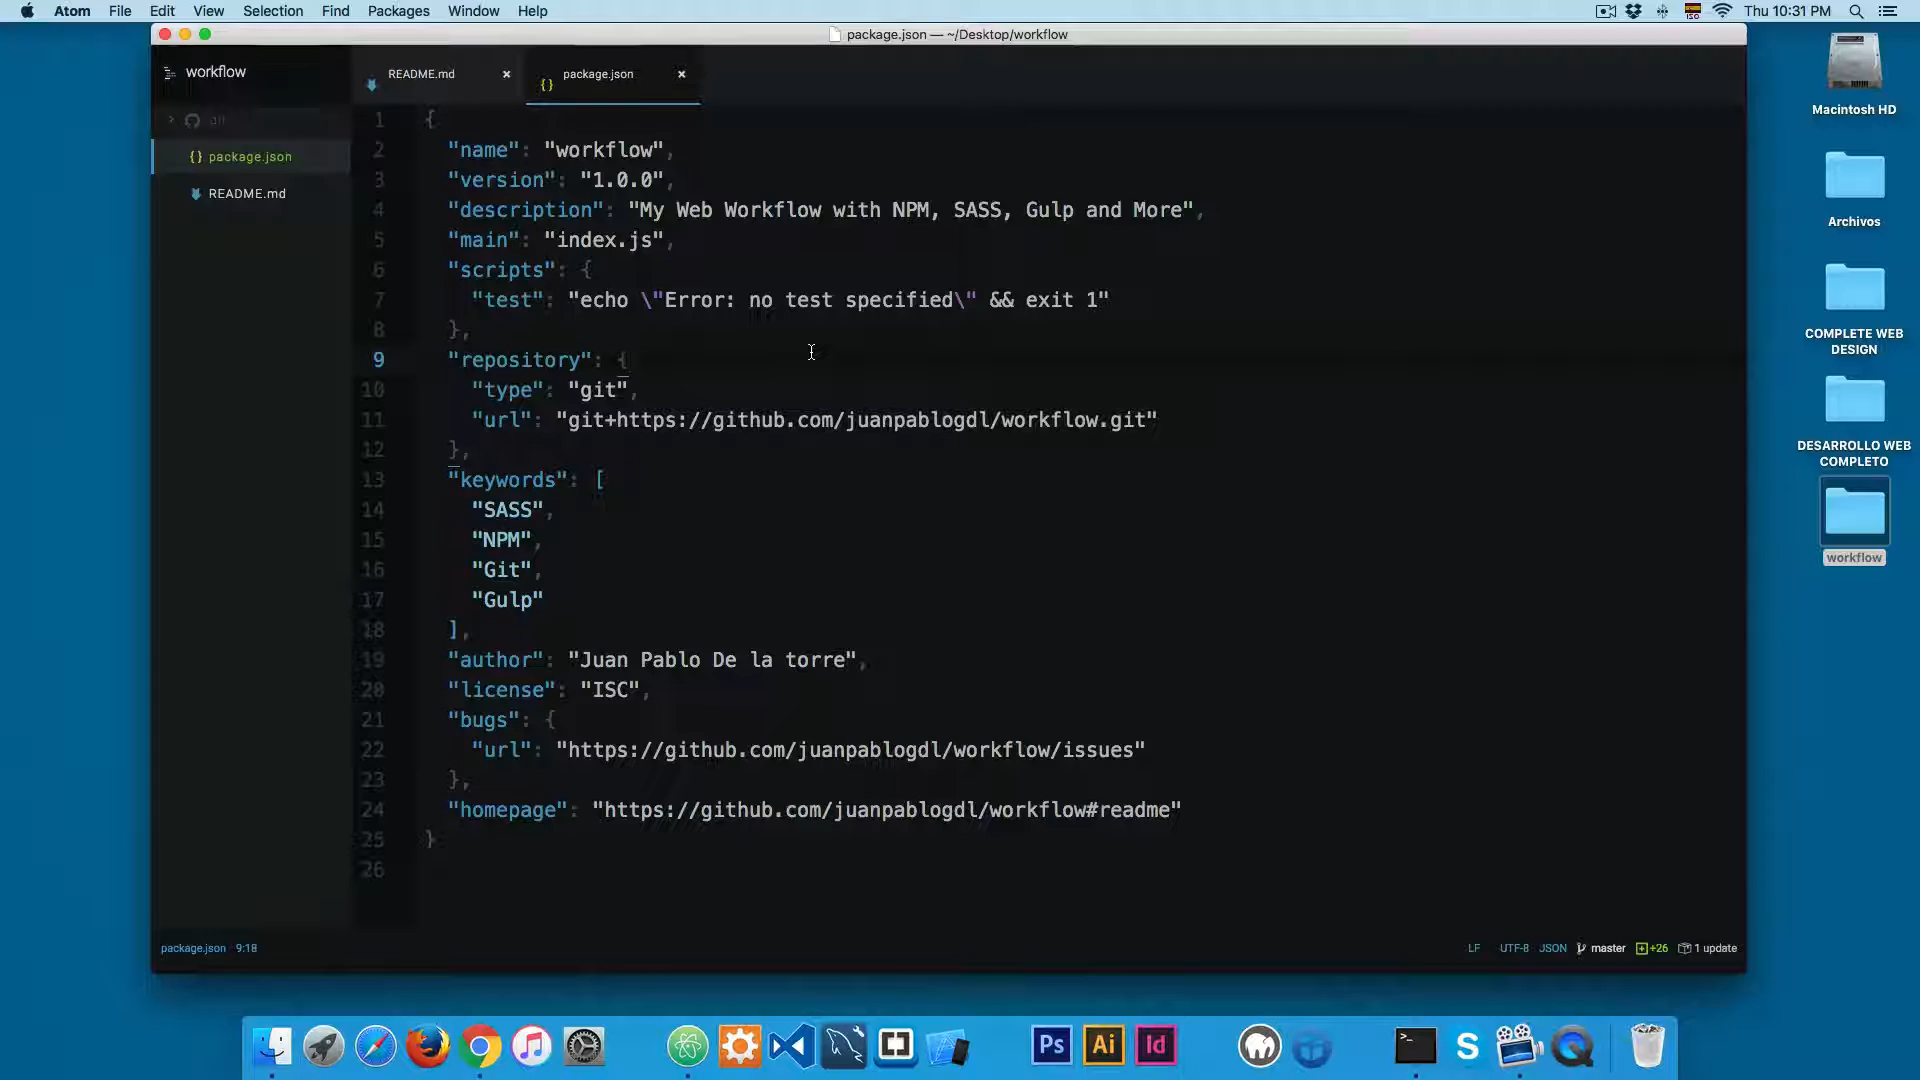 Atom File Edit View Selection Find Packages Window Help
ISO Thu 10:31 PM
package.json — ~/Desktop/workflow
workflow
README.md
package.json
.git
package.json
README.md
1 {
2 "name": "workflow",
3 "version": "1.0.0",
4 "description": "My Web Workflow with NPM, SASS, Gulp and More",
5 "main": "index.js",
6 "scripts": {
7 "test": "echo \"Error: no test specified\" && exit 1"
8 },
9 "repository": {
10 "type": "git",
11 "url": "git+https://github.com/juanpablogdl/workflow.git"
12 },
13 "keywords": [
14 "SASS",
15 "NPM",
16 "Git",
17 "Gulp"
18 ],
19 "author": "Juan Pablo De la torre",
20 "license": "ISC",
21 "bugs": {
22 "url": "https://github.com/juanpablogdl/workflow/issues"
23 },
24 "homepage": "https://github.com/juanpablogdl/workflow#readme"
25 }
26
package.json 9:18
LF UTF-8 JSON master +26 1 update
Macintosh HD
Archivos
COMPLETE WEB
DESIGN
DESARROLLO WEB
COMPLETO
workflow
Ps Ai Id